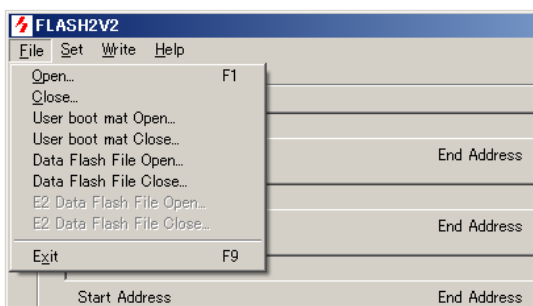 FLASH2V2
File Set Write Help
Open... F1
Close...
User boot mat Open...
User boot mat Close...
Data Flash File Open...
Data Flash File Close...
E2 Data Flash File Open...
E2 Data Flash File Close...
Exit F9
End Address
End Address
Start Address End Address